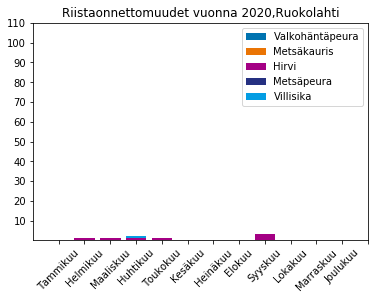 Riistaonnettomuudet vuonna 2020,Ruokolahti
110
100
90
80
70
60
50
40
30
20
10
Valkohäntäpeura
Metsäkauris
Hirvi
Metsäpeura
Villisika
Tammikuu
Helmikuu
Maaliskuu
Huhtikuu
Toukokuu
Kesäkuu
Heinäkuu
Elokuu
Syyskuu
Lokakuu
Marraskuu
Joulukuu